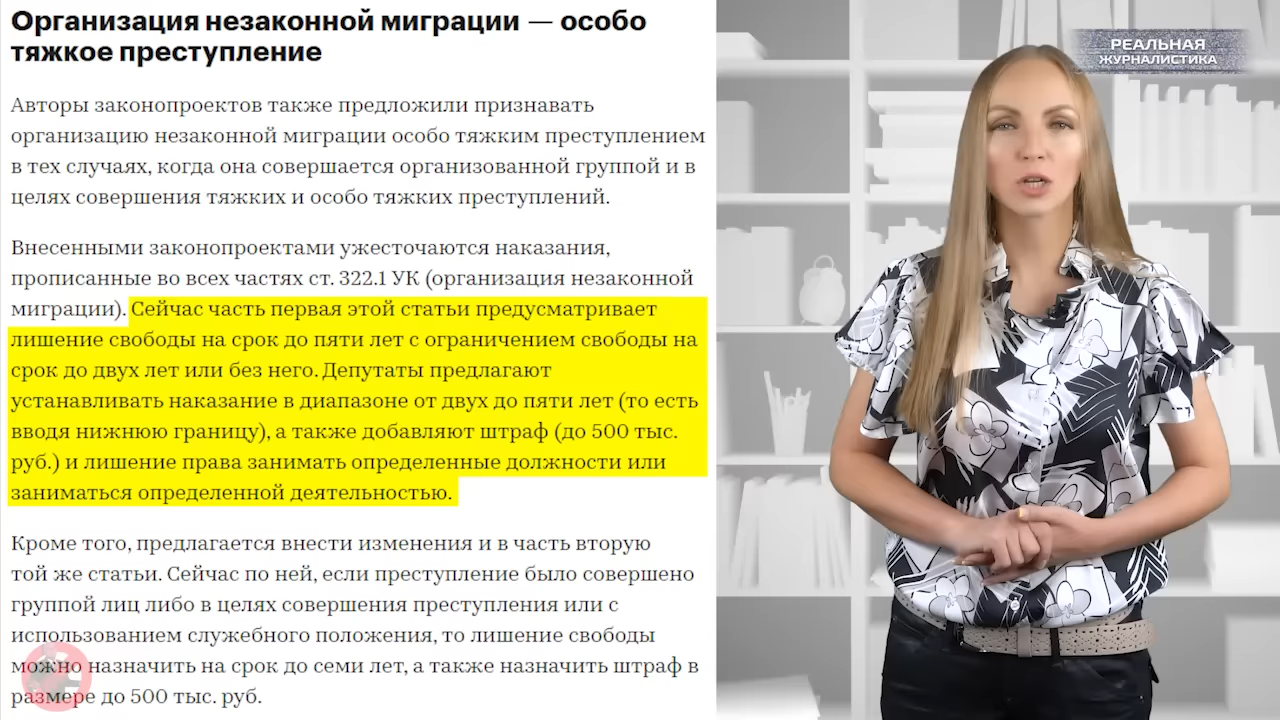 Организация незаконной миграции — особо
тяжкое преступление
Авторы законопроектов также предложили признавать
организацию незаконной миграции особо тяжким преступлением
в тех случаях, когда она совершается организованной группой и в
целях совершения тяжких и особо тяжких преступлений.
Внесенными законопроектами ужесточаются наказания,
прописанные во всех частях ст. 322.1 УК (организация незаконной
миграции). Сейчас часть первая этой статьи предусматривает
лишение свободы на срок до пяти лет с ограничением свободы на
срок до двух лет или без него. Депутаты предлагают
устанавливать наказание в диапазоне от двух до пяти лет (то есть
вводя нижнюю границу), а также добавляют штраф (до 500 тыс.
руб.) и лишение права занимать определенные должности или
заниматься определенной деятельностью.
Кроме того, предлагается внести изменения и в часть вторую
той же статьи. Сейчас по ней, если преступление было совершено
группой лиц либо в целях совершения преступления или с
использованием служебного положения, то лишение свободы
можно назначить на срок до семи лет, а также назначить штраф в
размере до 500 тыс. руб.
РЕАЛЬНАЯ
ЖУРНАЛИСТИКА